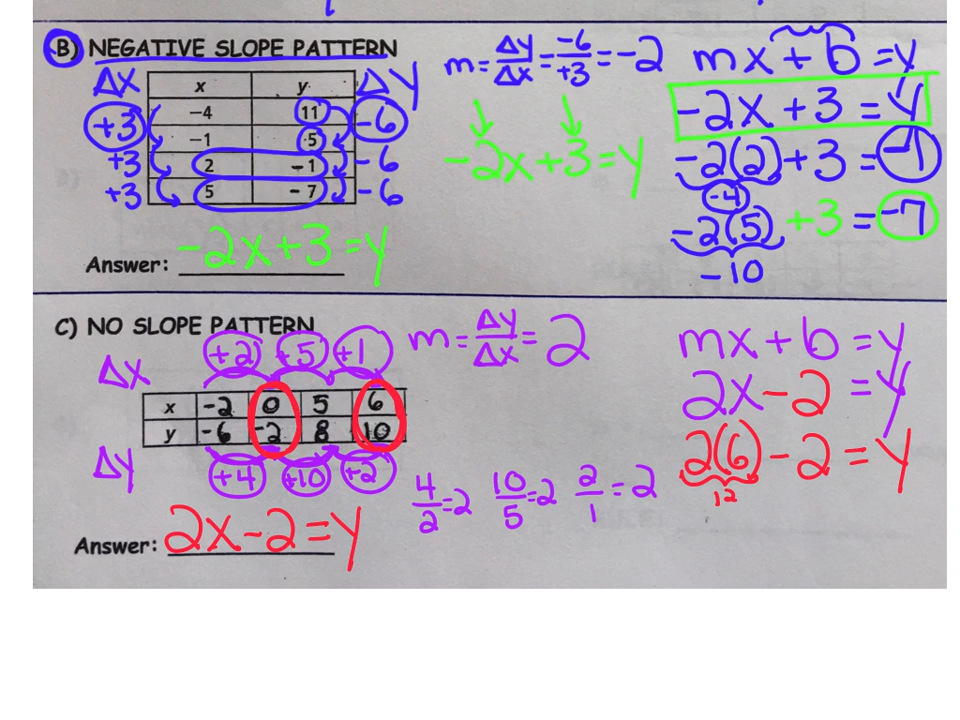 B) NEGATIVE SLOPE PATTERN
Δx Δy
x y
-4 11
-1 5
2 -1
5 -7
+3 -6
+3 -6
+3 -6
m = Δy/Δx = -6/+3 = -2
-2x + 3 = y
mx + b = y
-2x + 3 = y
-2(2) + 3 = -1
-4
-2(5) + 3 = -7
-10
Answer: -2x+3=y
C) NO SLOPE PATTERN
Δx +2 +5 +1
x -2 0 5 6
y -6 -2 8 10
Δy +4 +10 +2
m = Δy/Δx = 2
4/2=2 10/5=2 2/1=2
mx + b = y
2x - 2 = y
2(6) - 2 = y
12
Answer: 2x-2=y